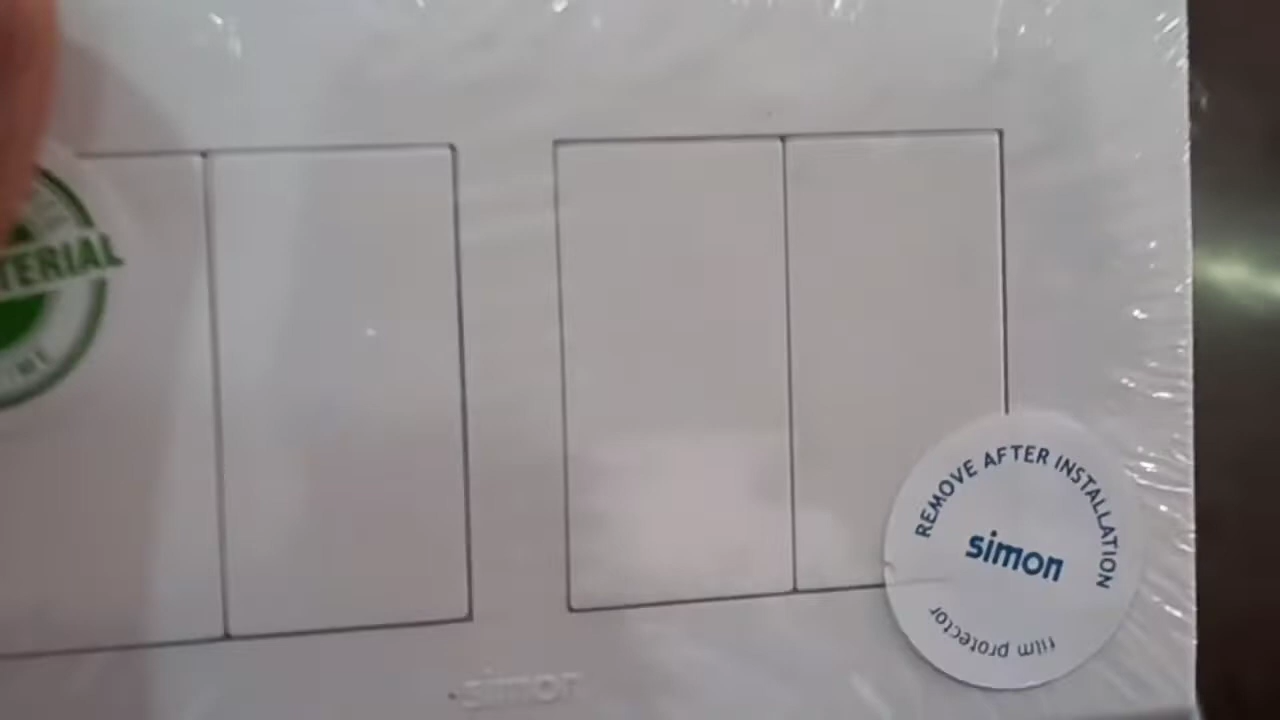 TERIAL
REMOVE AFTER INSTALLATION
simon
film protector
simon